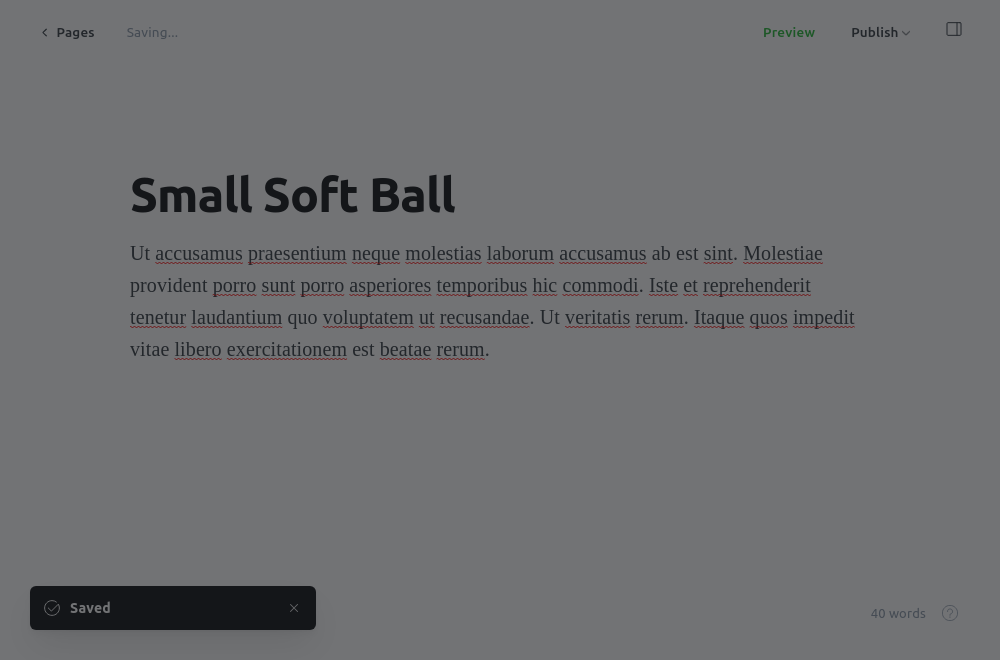 Pages
Saving...
Preview
Publish
Small Soft Ball
Ut accusamus praesentium neque molestias laborum accusamus ab est sint. Molestiae
provident porro sunt porro asperiores temporibus hic commodi. Iste et reprehenderit
tenetur laudantium quo voluptatem ut recusandae. Ut veritatis rerum. Itaque quos impedit
vitae libero exercitationem est beatae rerum.
Saved
40 words
?